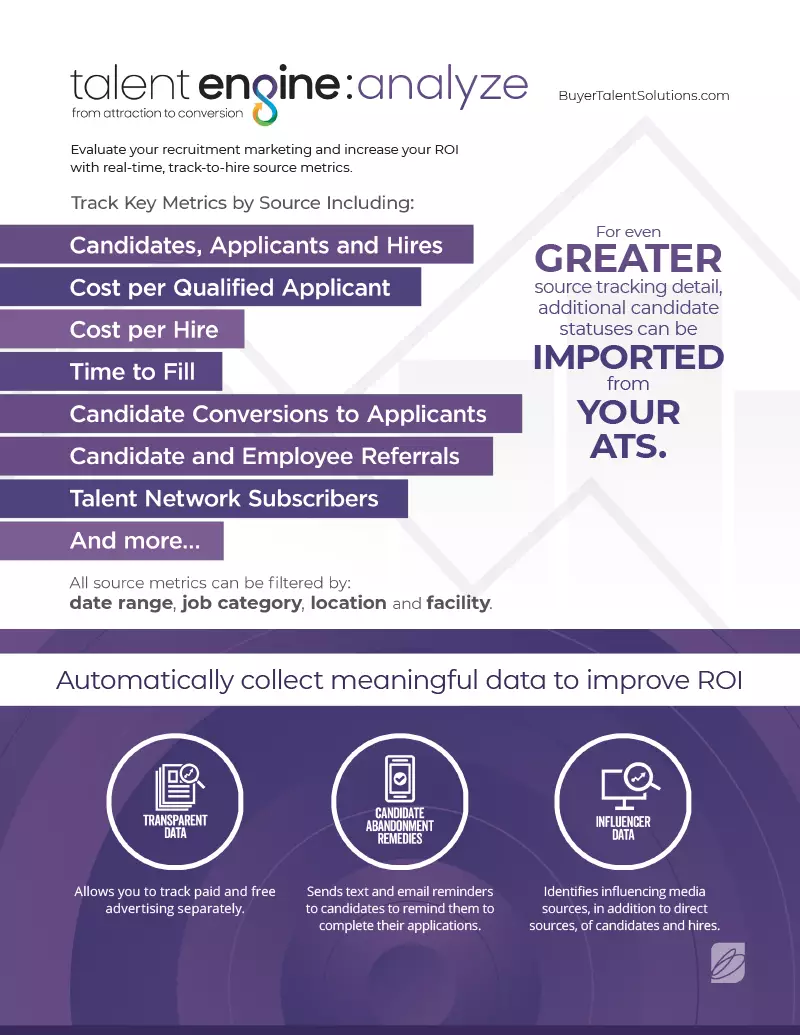 talent engine:analyze
from attraction to conversion
BuyerTalentSolutions.com
Evaluate your recruitment marketing and increase your ROI
with real-time, track-to-hire source metrics.
Track Key Metrics by Source Including:
Candidates, Applicants and Hires
Cost per Qualified Applicant
Cost per Hire
Time to Fill
Candidate Conversions to Applicants
Candidate and Employee Referrals
Talent Network Subscribers
And more...
For even
GREATER
source tracking detail,
additional candidate
statuses can be
IMPORTED
from
YOUR
ATS.
All source metrics can be filtered by:
date range, job category, location and facility.
Automatically collect meaningful data to improve ROI
TRANSPARENT
DATA
Allows you to track paid and free
advertising separately.
CANDIDATE
ABANDONMENT
REMEDIES
Sends text and email reminders
to candidates to remind them to
complete their applications.
INFLUENCER
DATA
Identifies influencing media
sources, in addition to direct
sources, of candidates and hires.